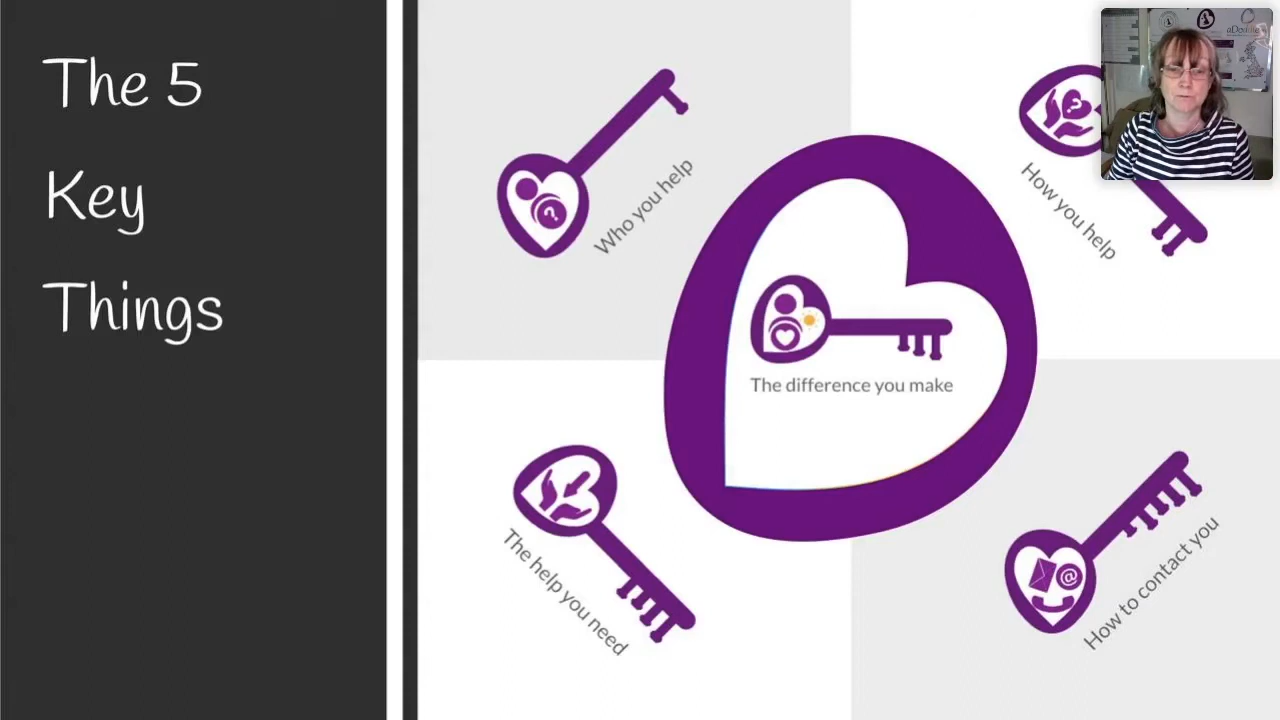 The 5
Key
Things
Who you help
How you help
The difference you make
The help you need
How to contact you
?
?
@